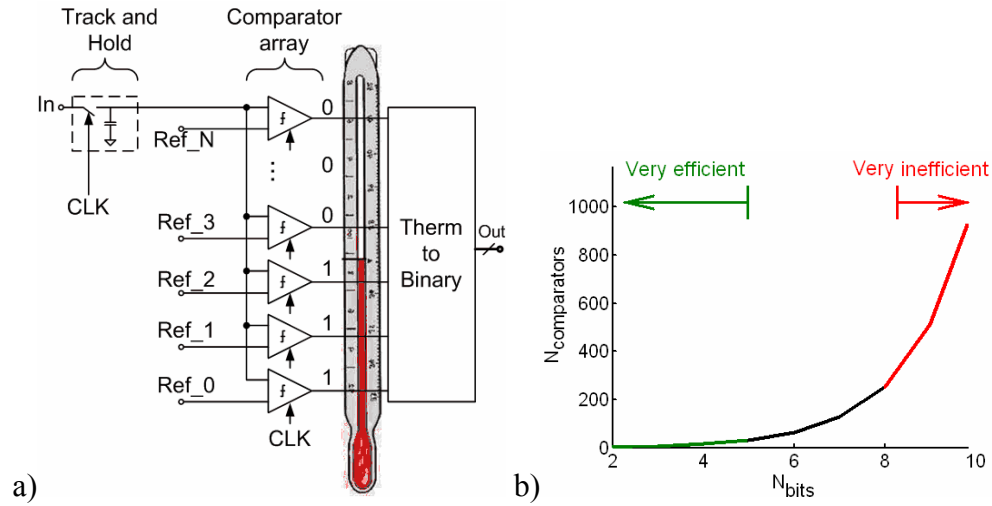 Track and
Hold
Comparator
array
In
CLK
Ref_N
Ref_3
Ref_2
Ref_1
Ref_0
0
0
0
1
1
1
CLK
Therm
to
Binary
Out
a)
Very efficient
Very inefficient
1000
800
600
400
200
0
Ncomparators
2
4
6
8
10
Nbits
b)